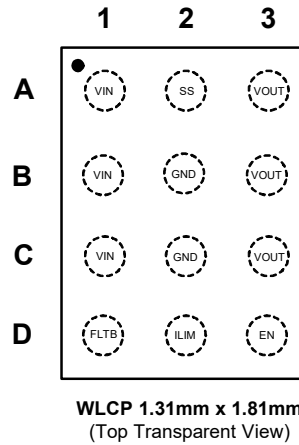 1 2 3
A VIN SS VOUT
B VIN GND VOUT
C VIN GND VOUT
D FLTB ILIM EN
WLCP 1.31mm x 1.81mm
(Top Transparent View)